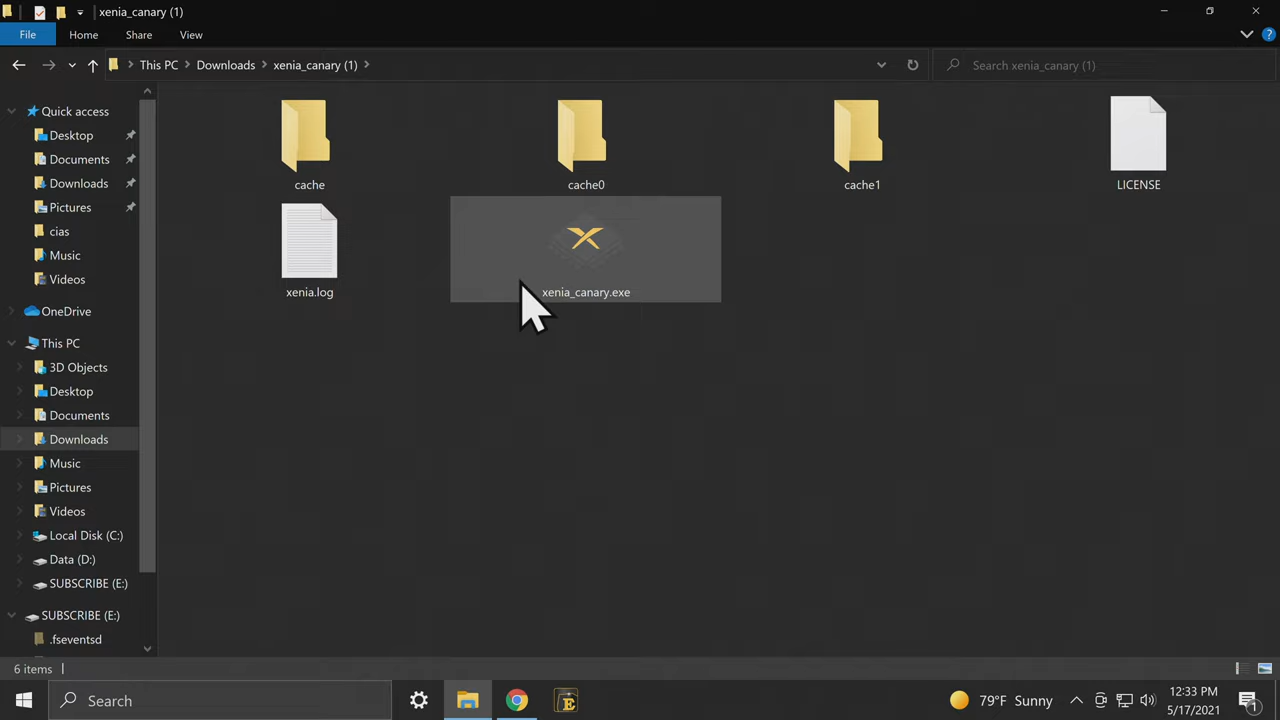 xenia_canary (1)
File Home Share View
This PC Downloads xenia_canary (1)
Search xenia_canary (1)
Quick access
Desktop
Documents
Downloads
Pictures
cias
Music
Videos
OneDrive
This PC
3D Objects
Desktop
Documents
Downloads
Music
Pictures
Videos
Local Disk (C:)
Data (D:)
SUBSCRIBE (E:)
SUBSCRIBE (E:)
.fseventsd
cache cache0 cache1 LICENSE
xenia.log xenia_canary.exe
6 items
Search
79°F Sunny
12:33 PM
5/17/2021
1